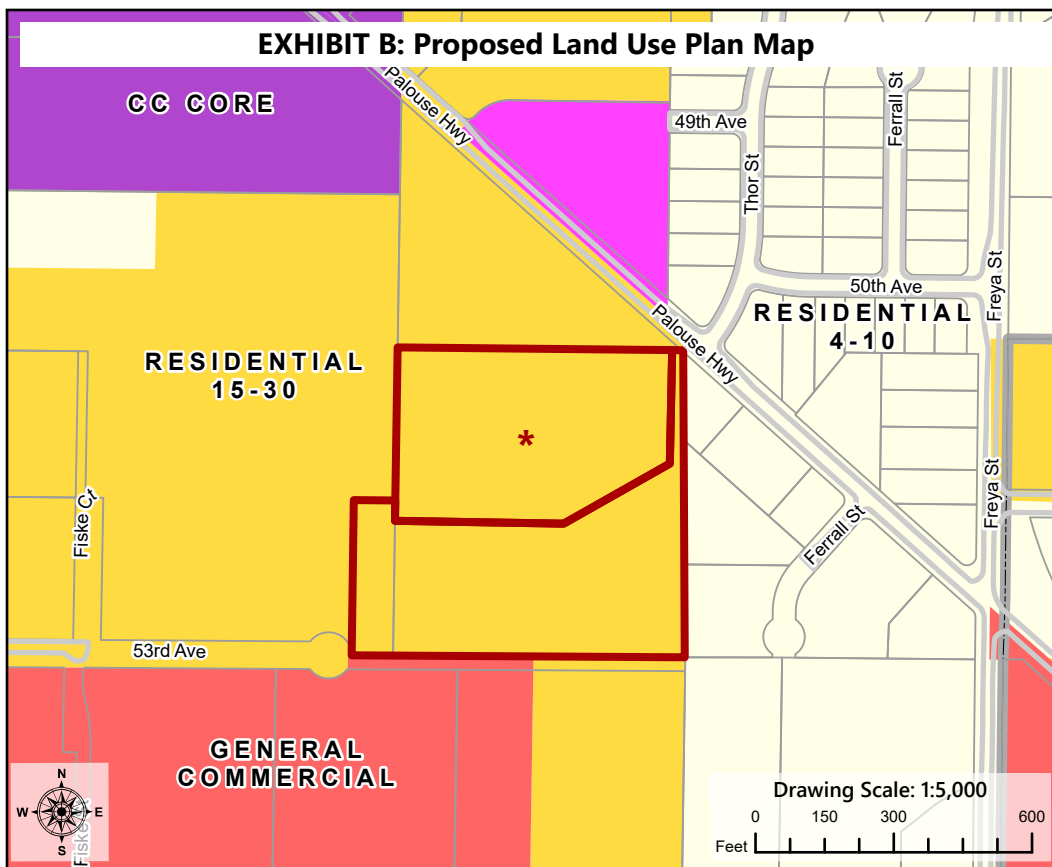 EXHIBIT B: Proposed Land Use Plan Map
CC CORE
Palouse Hwy
49th Ave
Ferrall St
Thor St
50th Ave
Freya St
RESIDENTIAL
4-10
Palouse Hwy
RESIDENTIAL
15-30
*
Freya St
Fiske Ct
Ferrall St
53rd Ave
GENERAL
COMMERCIAL
N
W
E
S
Fiske
Drawing Scale: 1:5,000
0 150 300 600
Feet